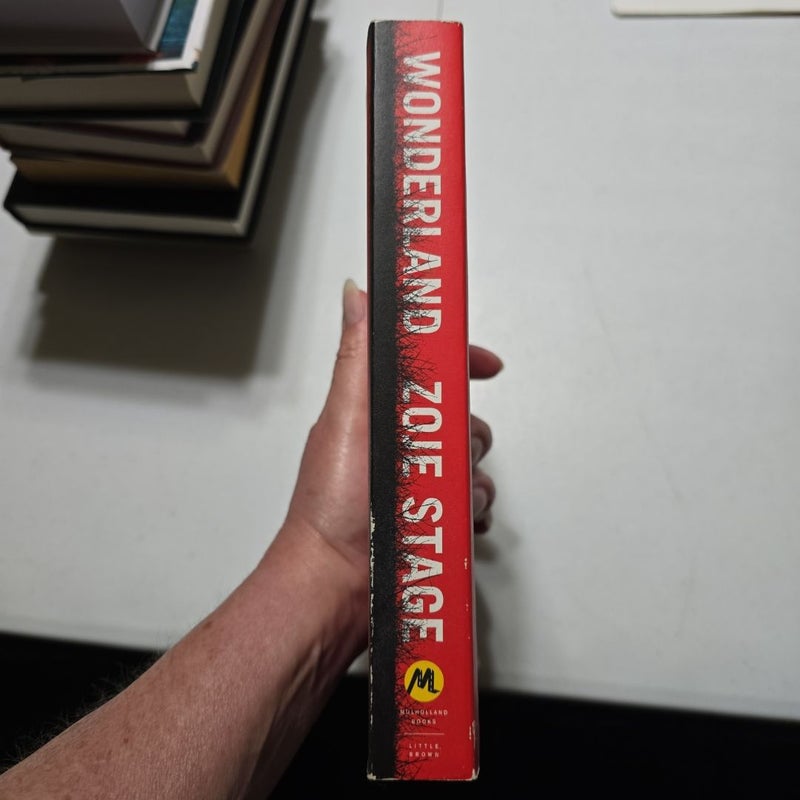 WONDERLAND ZOJE STAGE
ML
MULHOLLAND
BOOKS
LITTLE,
BROWN